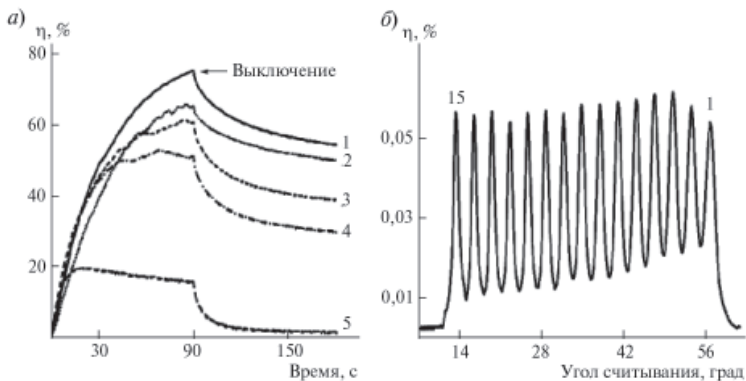 а)
η, %
80
60
40
20
Выключение
1
2
3
4
5
30 90 150
Время, с
б)
η, %
15
1
0,05
0,03
0,01
14 28 42 56
Угол считывания, град